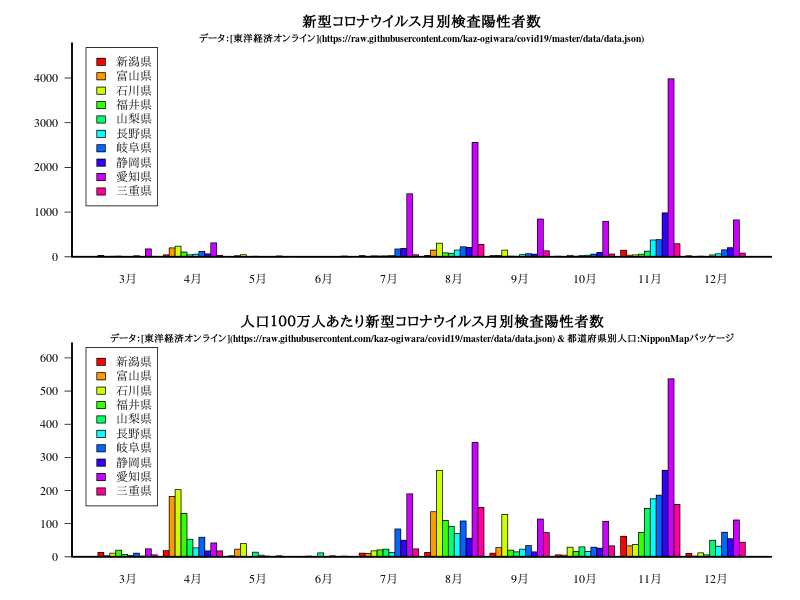 新型コロナウイルス月別検査陽性者数
データ:[東洋経済オンライン](https://raw.githubusercontent.com/kaz-ogiwara/covid19/master/data/data.json)
新潟県
富山県
石川県
福井県
山梨県
長野県
岐阜県
静岡県
愛知県
三重県
4000
3000
2000
1000
0
3月 4月 5月 6月 7月 8月 9月 10月 11月 12月
人口100万人あたり新型コロナウイルス月別検査陽性者数
データ:[東洋経済オンライン](https://raw.githubusercontent.com/kaz-ogiwara/covid19/master/data/data.json) & 都道府県別人口:NipponMapパッケージ
新潟県
富山県
石川県
福井県
山梨県
長野県
岐阜県
静岡県
愛知県
三重県
600
500
400
300
200
100
0
3月 4月 5月 6月 7月 8月 9月 10月 11月 12月